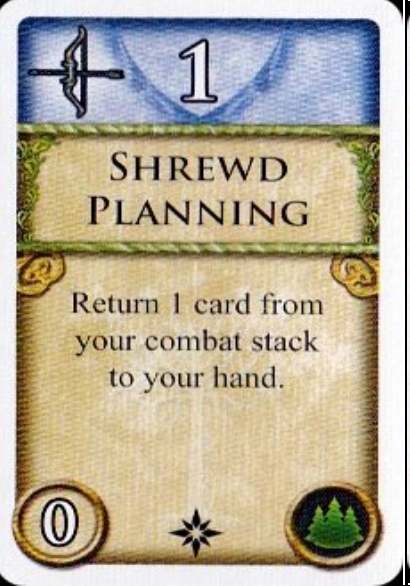 1
SHREWD
PLANNING
Return 1 card from
your combat stack
to your hand.
0